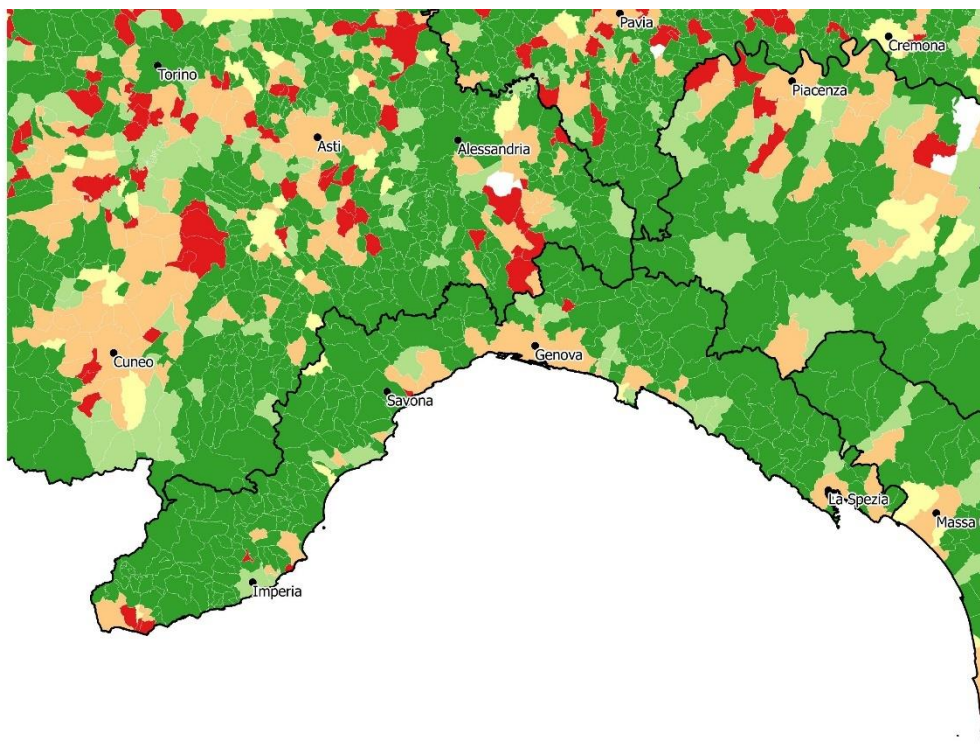 Pavia
Cremona
Torino
Piacenza
Asti
Alessandria
Genova
Cuneo
Savona
La Spezia
Massa
Imperia